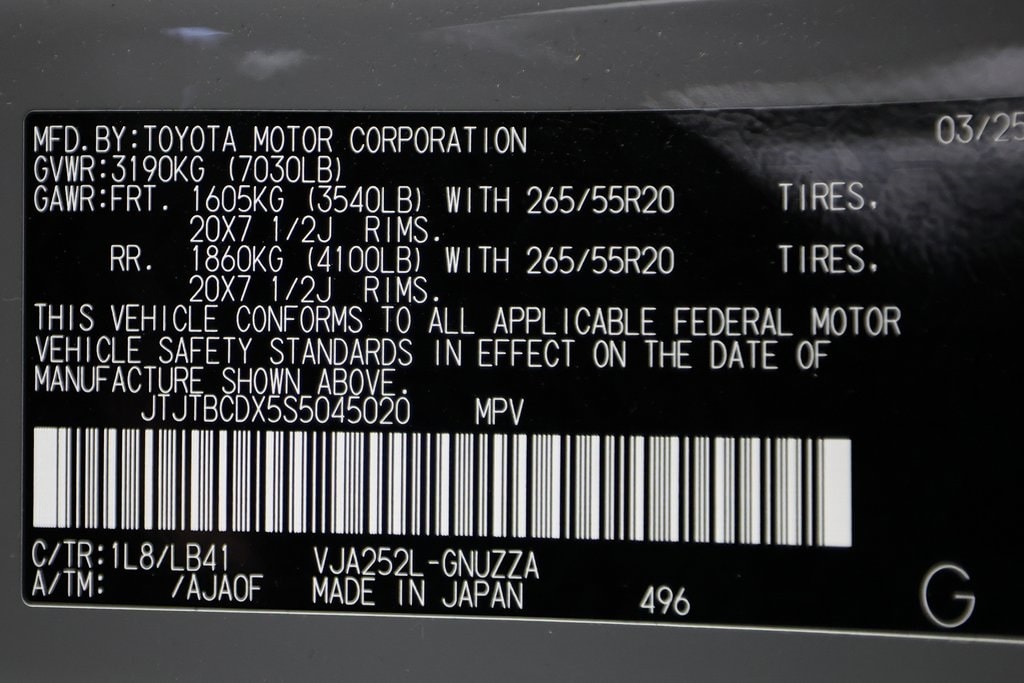 MFD.BY:TOYOTA MOTOR CORPORATION 03/25
GVWR:3190KG (7030LB)
GAWR:FRT. 1605KG (3540LB) WITH 265/55R20 TIRES.
20X7 1/2J RIMS.
RR. 1860KG (4100LB) WITH 265/55R20 TIRES.
20X7 1/2J RIMS.
THIS VEHICLE CONFORMS TO ALL APPLICABLE FEDERAL MOTOR
VEHICLE SAFETY STANDARDS IN EFFECT ON THE DATE OF
MANUFACTURE SHOWN ABOVE.
JTJTBCDX5S5045020 MPV
C/TR:1L8/LB41 VJA252L-GNUZZA
A/TM: /AJA0F MADE IN JAPAN 496 G